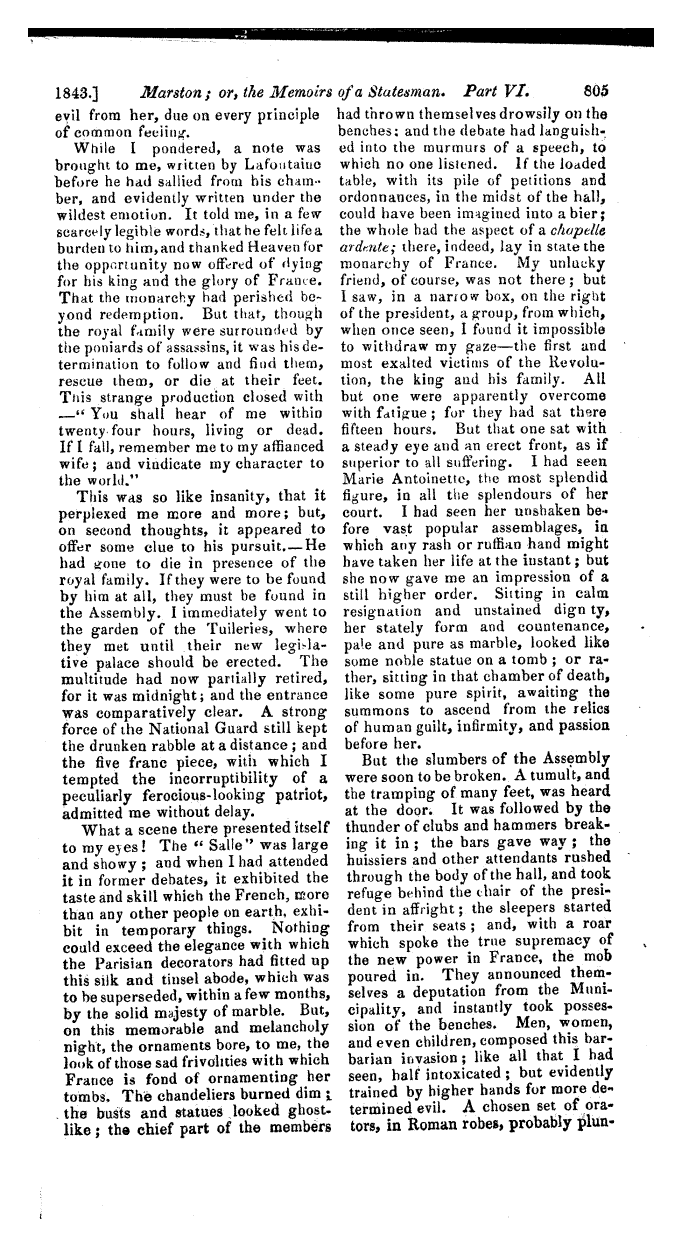 1843.] Marston; or, the Memoirs of a Statesman. Part VI. 805
evil from her, due on every principle
of common feeling.
While I pondered, a note was
brought to me, written by Lafontaine
before he had sallied from his cham-
ber, and evidently written under the
wildest emotion. It told me, in a few
scarcely legible words, that he felt life a
burden to him, and thanked Heaven for
the opportunity now offered of dying
for his king and the glory of France.
That the monarchy had perished be-
yond redemption. But that, though
the royal family were surrounded by
the poniards of assassins, it was his de-
termination to follow and find them,
rescue them, or die at their feet.
This strange production closed with
—“ You shall hear of me within
twenty-four hours, living or dead.
If I fall, remember me to my affianced
wife; and vindicate my character to
the world.”
This was so like insanity, that it
perplexed me more and more; but,
on second thoughts, it appeared to
offer some clue to his pursuit.—He
had gone to die in presence of the
royal family. If they were to be found
by him at all, they must be found in
the Assembly. I immediately went to
the garden of the Tuileries, where
they met until their new legisla-
tive palace should be erected. The
multitude had now partially retired,
for it was midnight; and the entrance
was comparatively clear. A strong
force of the National Guard still kept
the drunken rabble at a distance; and
the five franc piece, with which I
tempted the incorruptibility of a
peculiarly ferocious-looking patriot,
admitted me without delay.
What a scene there presented itself
to my eyes! The “ Salle” was large
and showy; and when I had attended
it in former debates, it exhibited the
taste and skill which the French, more
than any other people on earth, exhi-
bit in temporary things. Nothing
could exceed the elegance with which
the Parisian decorators had fitted up
this silk and tinsel abode, which was
to be superseded, within a few months,
by the solid majesty of marble. But,
on this memorable and melancholy
night, the ornaments bore, to me, the
look of those sad frivolities with which
France is fond of ornamenting her
tombs. The chandeliers burned dim;
the busts and statues looked ghost-
like; the chief part of the members
had thrown themselves drowsily on the
benches; and the debate had languish-
ed into the murmurs of a speech, to
which no one listened. If the loaded
table, with its pile of petitions and
ordonnances, in the midst of the hall,
could have been imagined into a bier;
the whole had the aspect of a chapelle
ardente; there, indeed, lay in state the
monarchy of France. My unlucky
friend, of course, was not there; but
I saw, in a narrow box, on the right
of the president, a group, from which,
when once seen, I found it impossible
to withdraw my gaze—the first and
most exalted victims of the Revolu-
tion, the king and his family. All
but one were apparently overcome
with fatigue; for they had sat there
fifteen hours. But that one sat with
a steady eye and an erect front, as if
superior to all suffering. I had seen
Marie Antoinette, the most splendid
figure, in all the splendours of her
court. I had seen her unshaken be-
fore vast popular assemblages, in
which any rash or ruffian hand might
have taken her life at the instant; but
she now gave me an impression of a
still higher order. Sitting in calm
resignation and unstained dignity,
her stately form and countenance,
pale and pure as marble, looked like
some noble statue on a tomb; or ra-
ther, sitting in that chamber of death,
like some pure spirit, awaiting the
summons to ascend from the relics
of human guilt, infirmity, and passion
before her.
But the slumbers of the Assembly
were soon to be broken. A tumult, and
the tramping of many feet, was heard
at the door. It was followed by the
thunder of clubs and hammers break-
ing it in; the bars gave way; the
huissiers and other attendants rushed
through the body of the hall, and took
refuge behind the chair of the presi-
dent in affright; the sleepers started
from their seats; and, with a roar
which spoke the true supremacy of
the new power in France, the mob
poured in. They announced them-
selves a deputation from the Muni-
cipality, and instantly took posses-
sion of the benches. Men, women,
and even children, composed this bar-
barian invasion; like all that I had
seen, half intoxicated; but evidently
trained by higher hands for more de-
termined evil. A chosen set of ora-
tors, in Roman robes, probably plun-